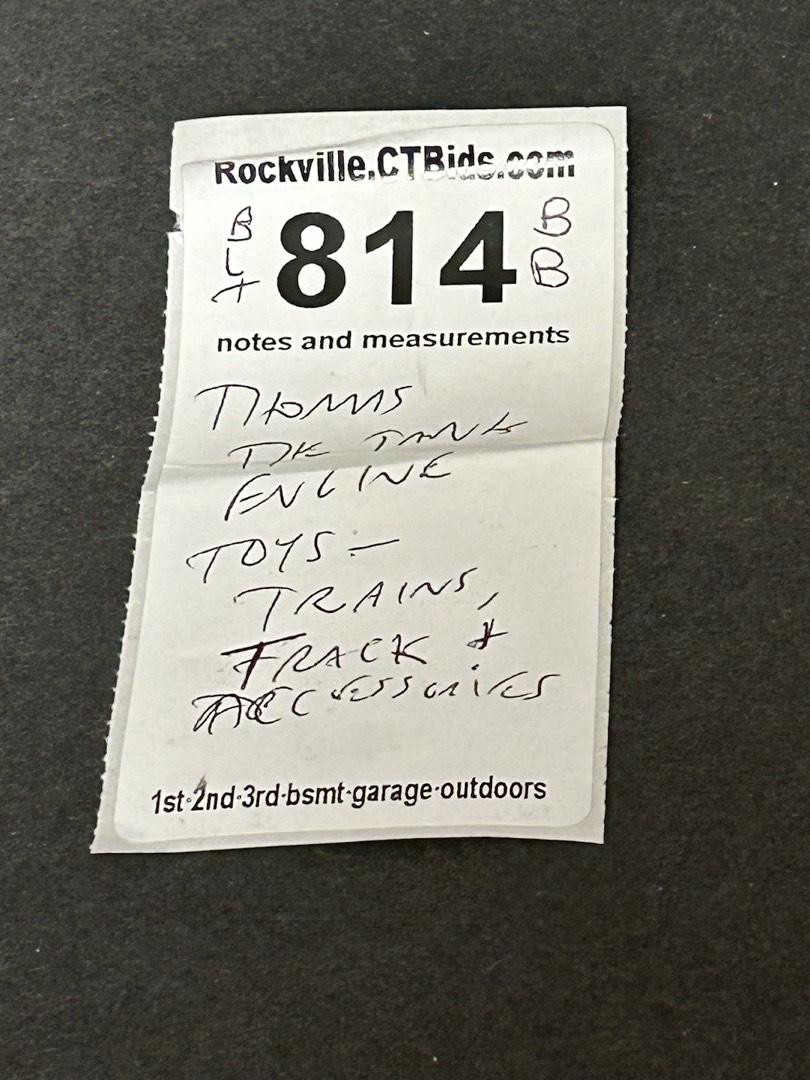 Rockville.CTBids.com
B
L
+
814
B
B
notes and measurements
THOMAS
THE TANK
ENGINE
TOYS —
TRAINS,
TRACK +
ACCESSORIES
1st·2nd·3rd·bsmt·garage·outdoors